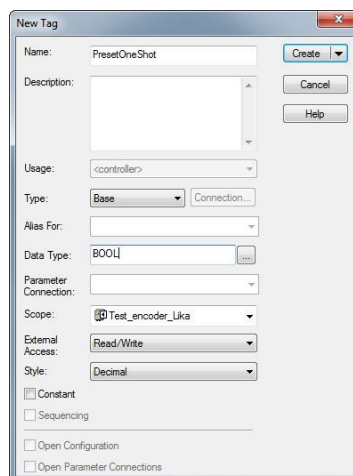 New Tag
Name: PresetOneShot Create
Description: Cancel
Help
Usage: <controller>
Type: Base Connection...
Alias For:
Data Type: BOOL ...
Parameter
Connection:
Scope: Test_encoder_Lika
External
Access: Read/Write
Style: Decimal
Constant
Sequencing
Open Configuration
Open Parameter Connections